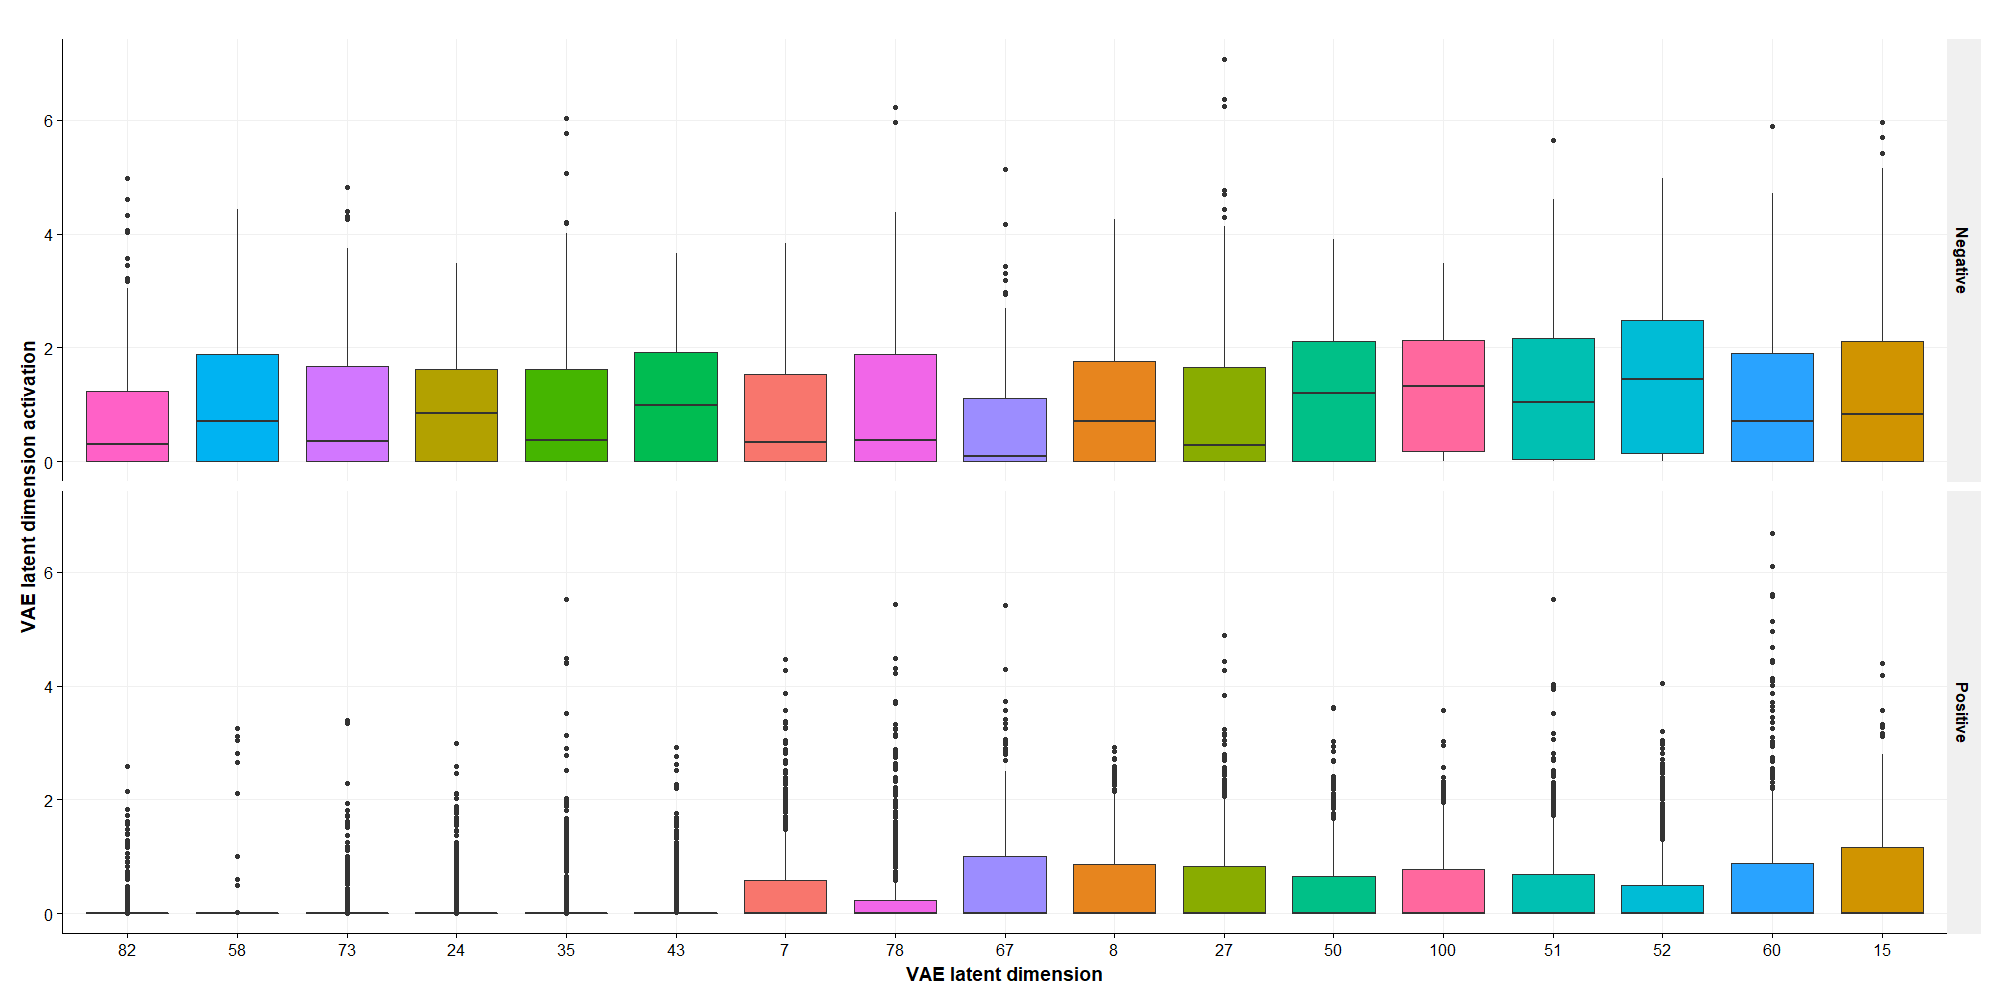 6
4
2
0
Negative
6
4
2
0
Positive
VAE latent dimension activation
82 58 73 24 35 43 7 78 67 8 27 50 100 51 52 60 15
VAE latent dimension